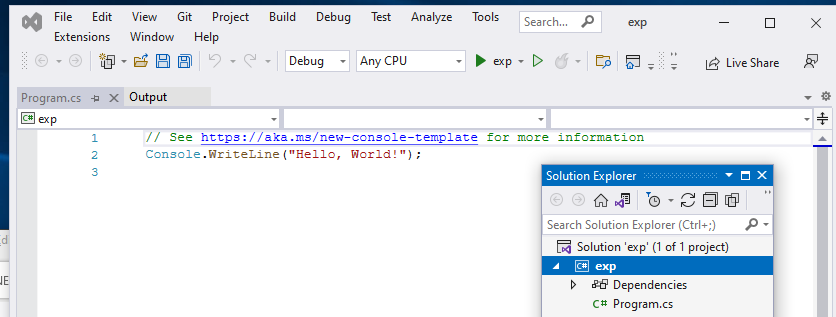 File Edit View Git Project Build Debug Test Analyze Tools Search... exp
Extensions Window Help
Debug Any CPU exp Live Share
Program.cs Output
C# exp
1 // See https://aka.ms/new-console-template for more information
2 Console.WriteLine("Hello, World!");
3
Solution Explorer
Search Solution Explorer (Ctrl+;)
Solution 'exp' (1 of 1 project)
C# exp
Dependencies
C# Program.cs